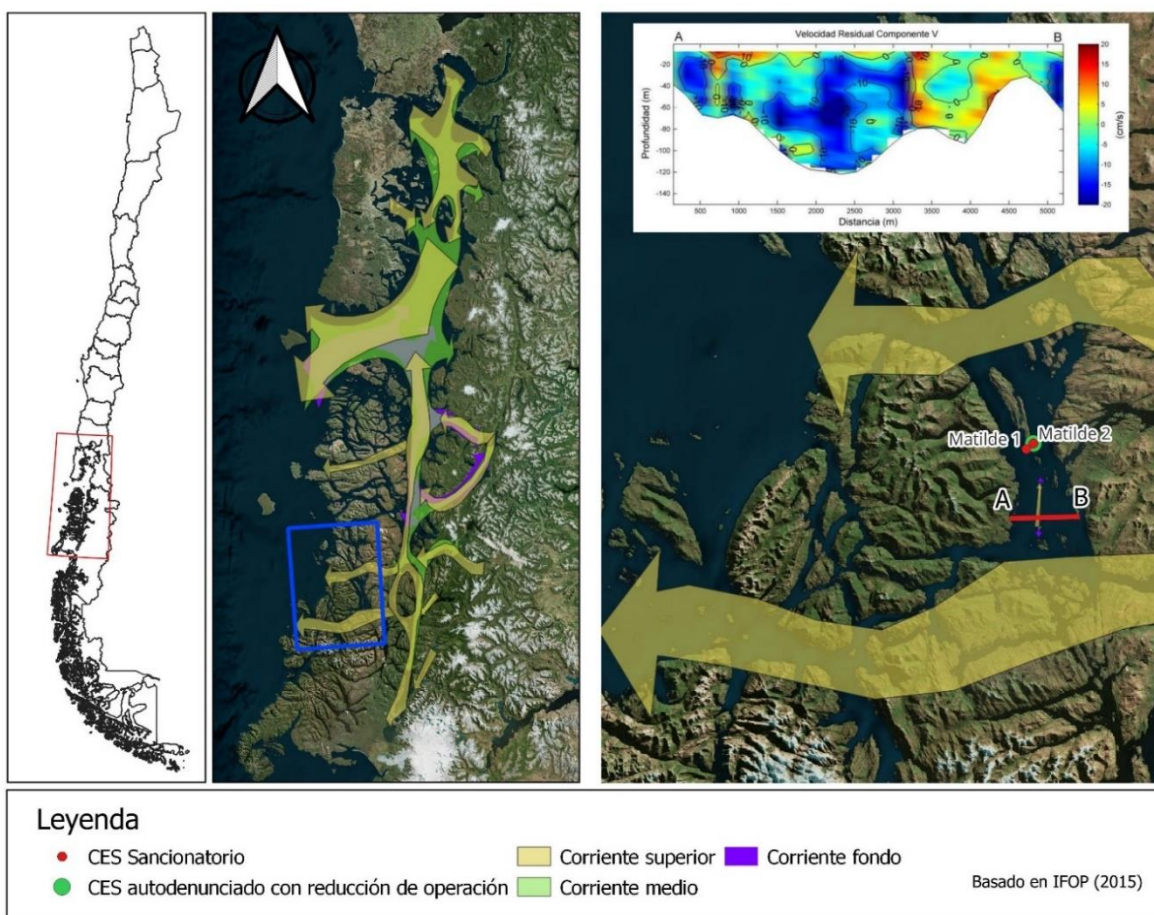 Velocidad Residual Componente V
A
B
Profundidad (m)
-20
-40
-60
-80
-100
-120
-140
500
1000
1500
2000
2500
3000
3500
4000
4500
5000
Distancia (m)
20
15
10
5
0
-5
-10
-15
-20
(cm/s)
Matilde 1
Matilde 2
A
B
Leyenda
CES Sancionatorio
CES autodenunciado con reducción de operación
Corriente superior
Corriente medio
Corriente fondo
Basado en IFOP (2015)